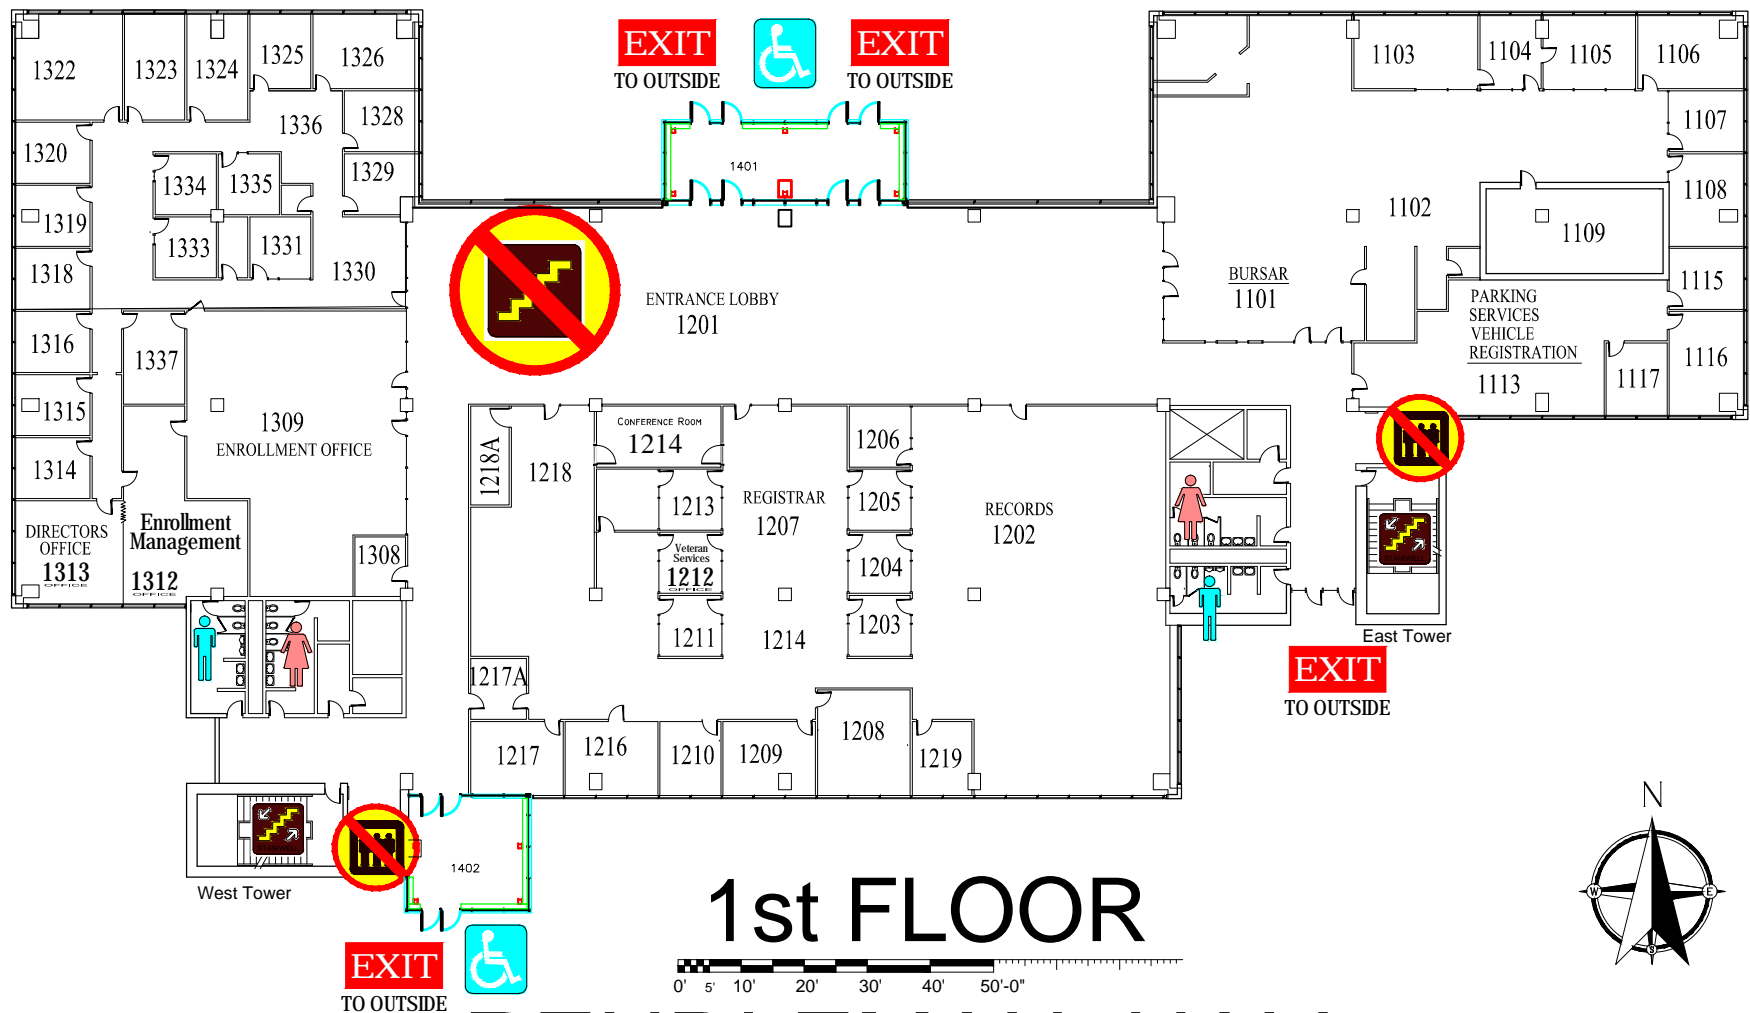 EXIT
TO OUTSIDE
EXIT
TO OUTSIDE
1322
1323
1324
1325
1326
1328
1336
1320
1334
1335
1329
1319
1333
1331
1330
1318
1316
1337
1315
1309
ENROLLMENT OFFICE
1314
DIRECTORS
OFFICE
1313
OFFICE
Enrollment
Management
1312
OFFICE
1308
1401
ENTRANCE LOBBY
1201
1103
1104
1105
1106
1107
1108
1102
1109
BURSAR
1101
1115
PARKING
SERVICES
VEHICLE
REGISTRATION
1113
1117
1116
1218A
1218
CONFERENCE ROOM
1214
1213
REGISTRAR
1207
Veteran
Services
1212
OFFICE
1211
1214
1206
1205
1204
1203
RECORDS
1202
1217A
1217
1216
1210
1209
1208
1219
East Tower
EXIT
TO OUTSIDE
STAIRWELL
West Tower
1402
EXIT
TO OUTSIDE
1st FLOOR
0' 5' 10' 20' 30' 40' 50'-0"
N
W E
S